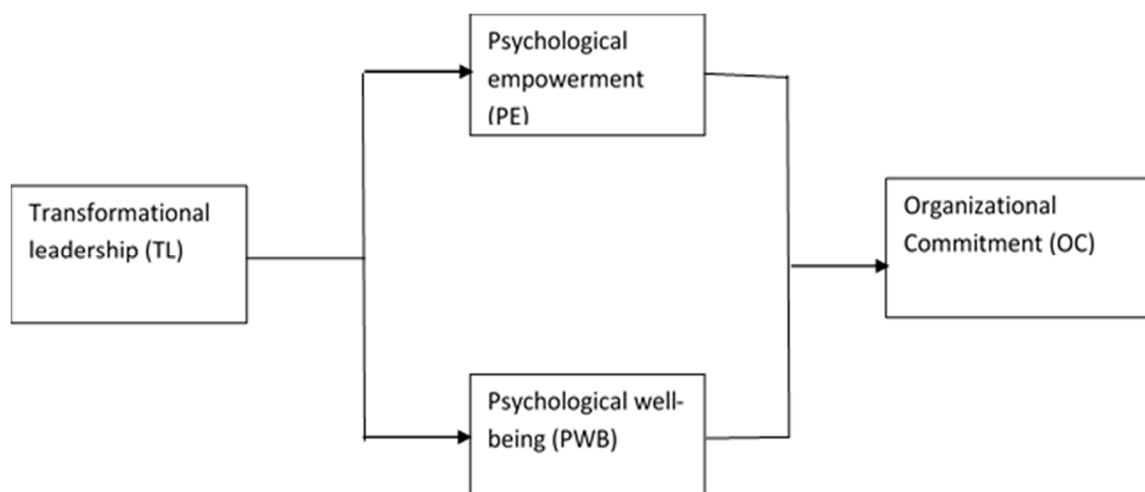 Psychological
empowerment
(PE)
Transformational
leadership (TL)
Organizational
Commitment (OC)
Psychological well-
being (PWB)